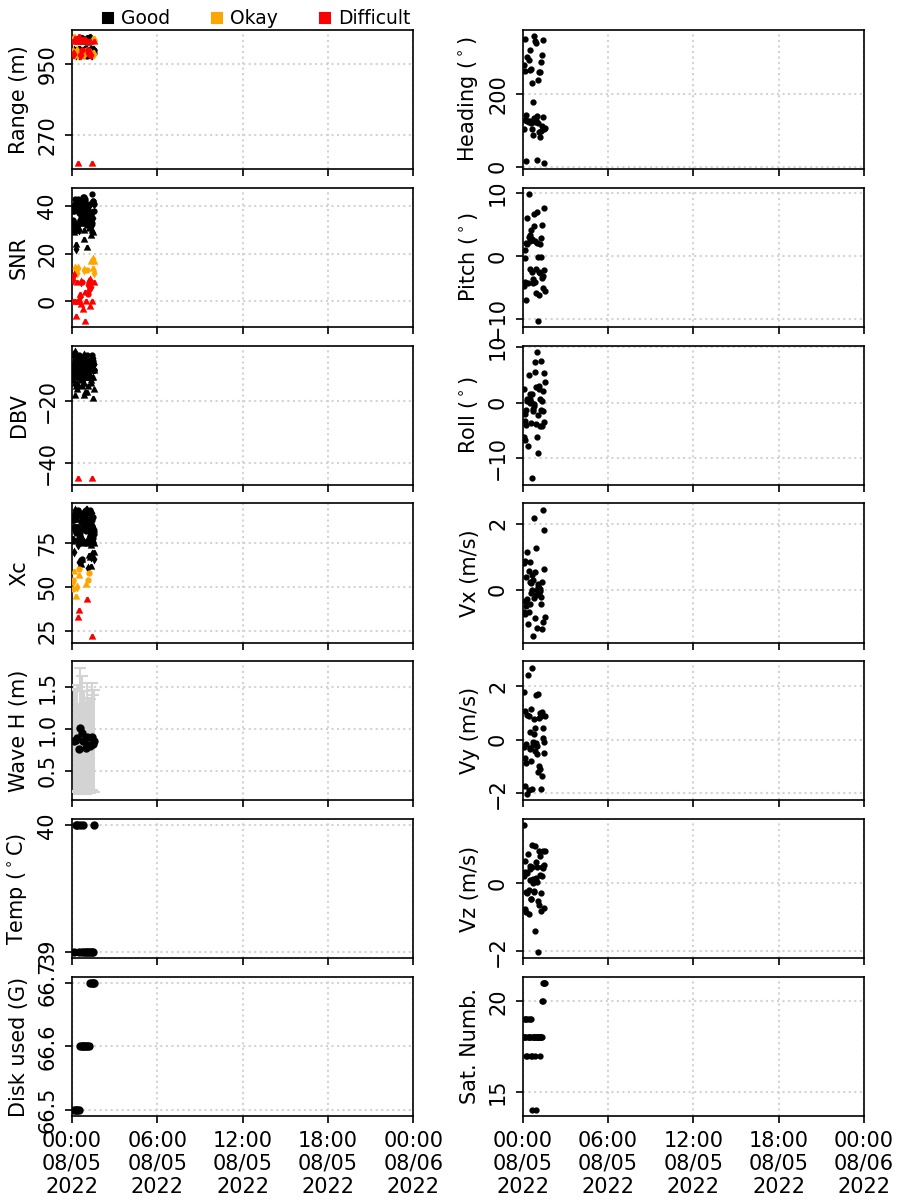 Good Okay Difficult
Range (m)
950
270
Heading (°)
200
0
SNR
40
20
0
Pitch (°)
10
0
−10
DBV
−20
−40
Roll (°)
10
0
−10
Xc
75
50
25
Vx (m/s)
2
0
Wave H (m)
1.5
1.0
0.5
Vy (m/s)
2
0
−2
Temp (°C)
40
39
Vz (m/s)
0
−2
Disk used (G)
66.6
66.5
Sat. Numb.
20
15
00:00 06:00 12:00 18:00 00:00
08/05 08/05 08/05 08/05 08/06
2022 2022 2022 2022 2022
00:00 06:00 12:00 18:00 00:00
08/05 08/05 08/05 08/05 08/06
2022 2022 2022 2022 2022